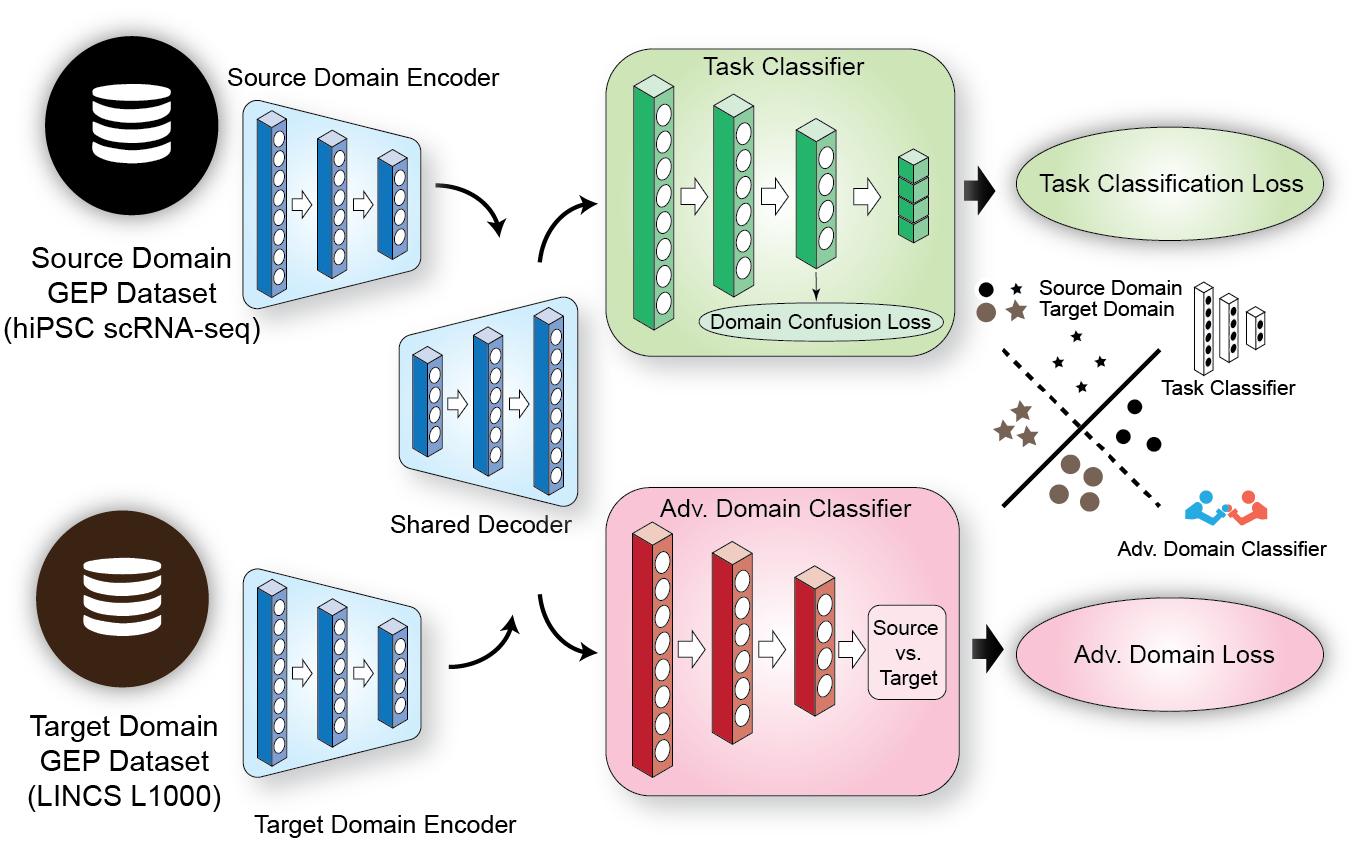 Source Domain Encoder
Source Domain
GEP Dataset
(hiPSC scRNA-seq)
Task Classifier
Domain Confusion Loss
Task Classification Loss
Source Domain
Target Domain
Task Classifier
Adv. Domain Classifier
Shared Decoder
Adv. Domain Classifier
Source
vs.
Target
Adv. Domain Loss
Target Domain
GEP Dataset
(LINCS L1000)
Target Domain Encoder